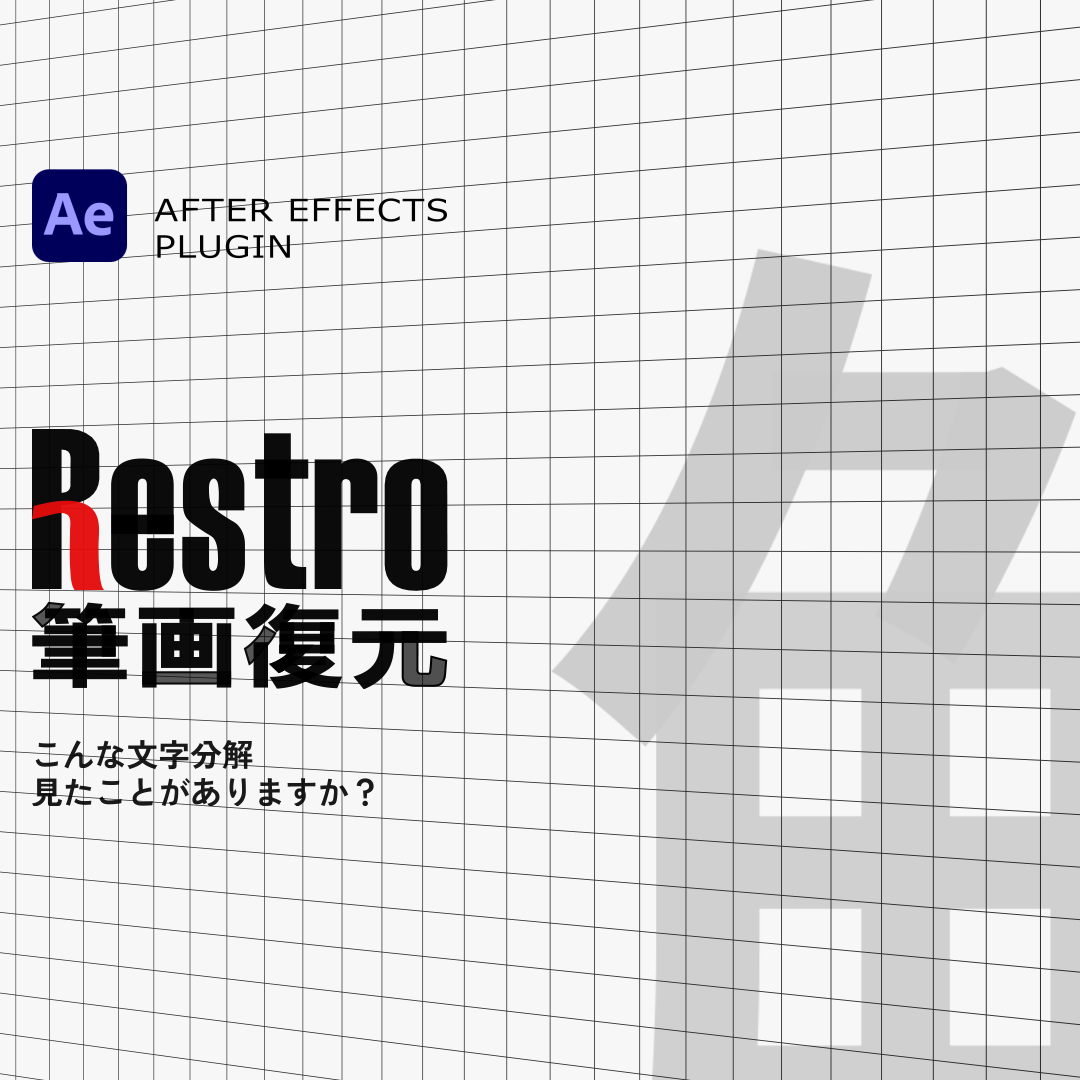 Ae
AFTER EFFECTS
PLUGIN
Restro
筆画復元
こんな文字分解
見たことがありますか？